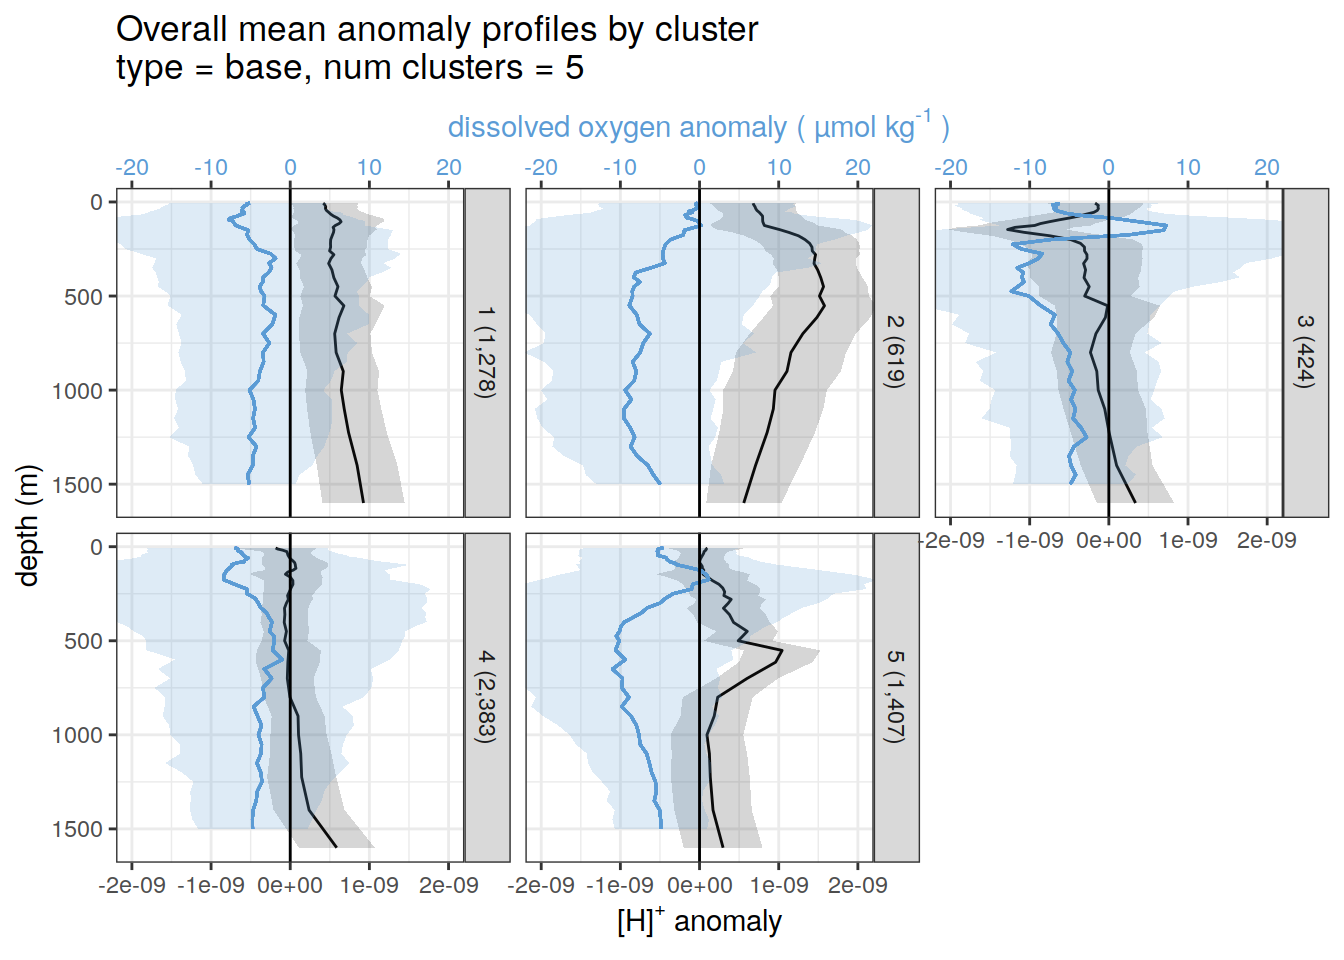 Overall mean anomaly profiles by cluster
type = base, num clusters = 5
dissolved oxygen anomaly ( µmol kg⁻¹ )
-20 -10 0 10 20 -20 -10 0 10 20 -20 -10 0 10 20
0
500
1000
1500
1 (1,278)
2 (619)
3 (424)
-2e-09 -1e-09 0e+00 1e-09 2e-09
depth (m)
0
500
1000
1500
4 (2,383)
5 (1,407)
-2e-09 -1e-09 0e+00 1e-09 2e-09 -2e-09 -1e-09 0e+00 1e-09 2e-09
[H]⁺ anomaly